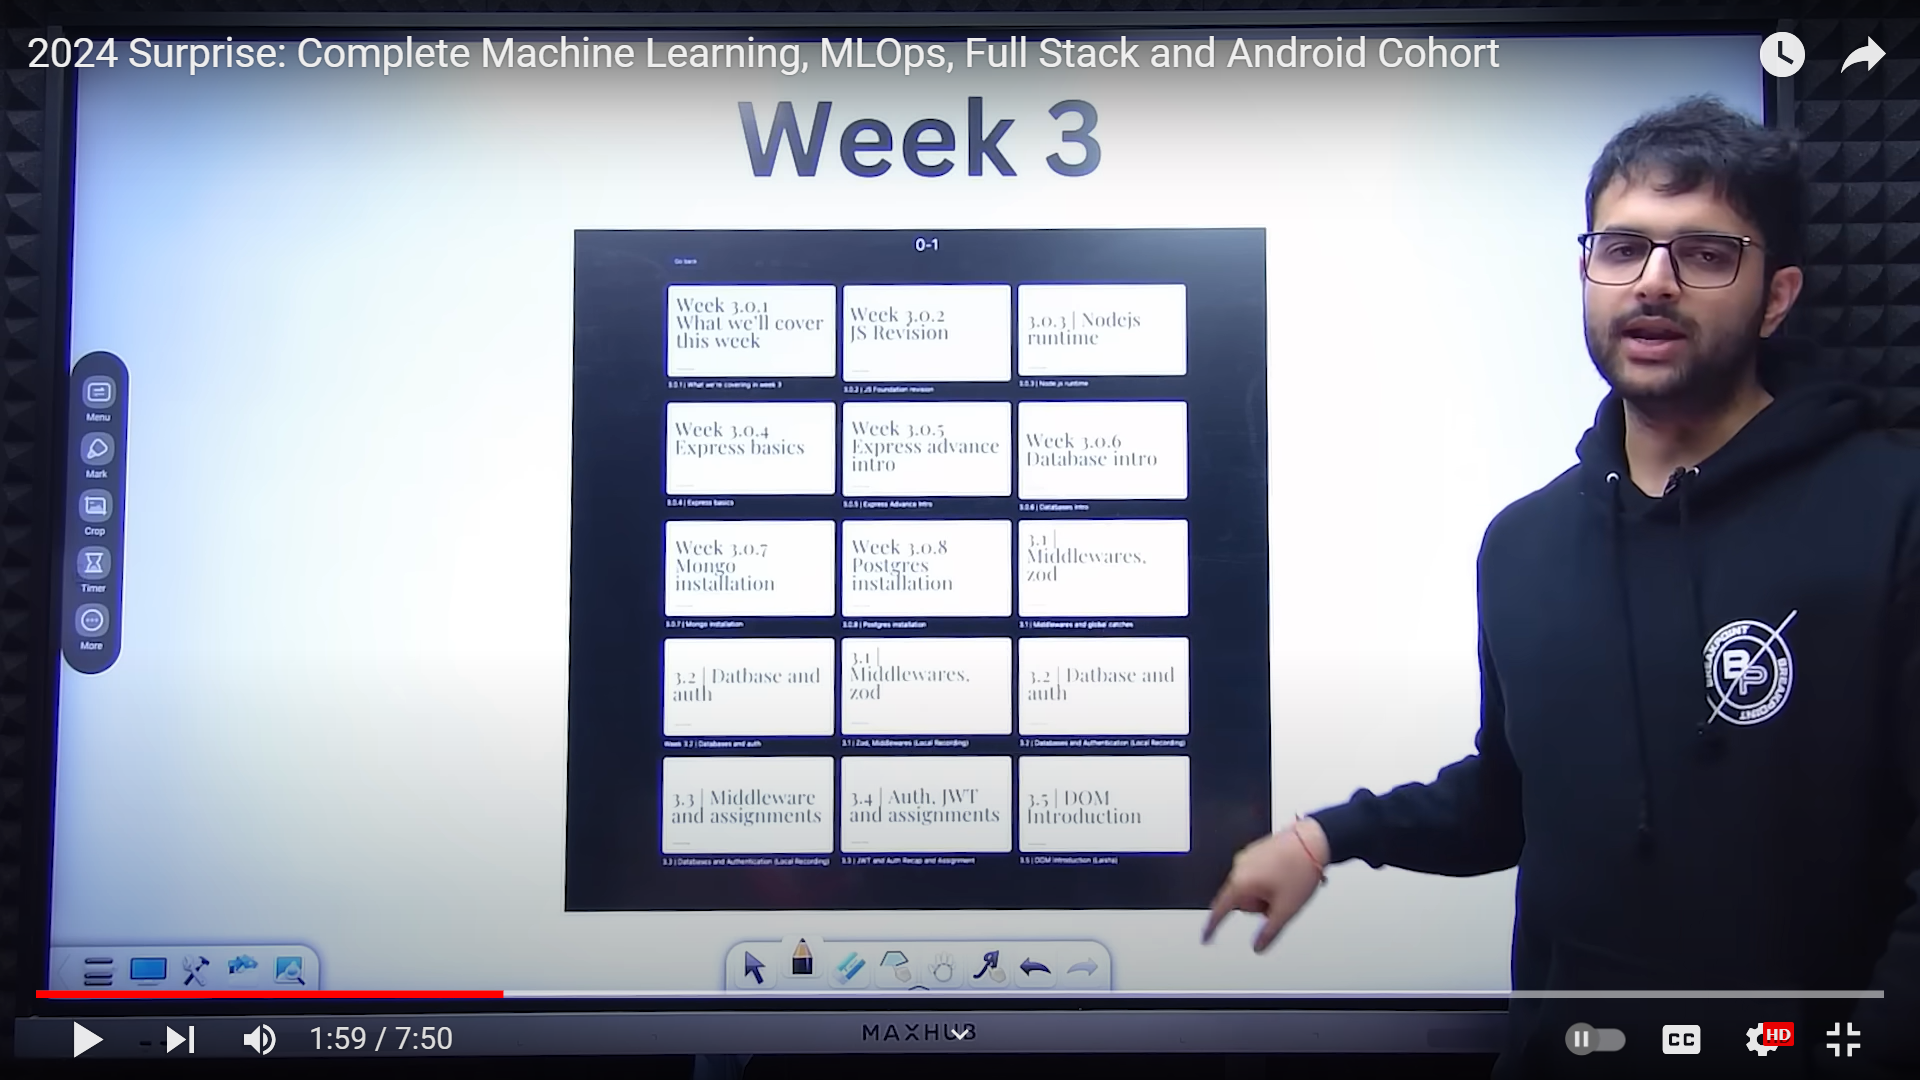 2024 Surprise: Complete Machine Learning, MLOps, Full Stack and Android Cohort
Week 3
0-1
Go back
Week 3.0.1
What we'll cover
this week
3.0.1 | What we're covering in week 3
Week 3.0.2
JS Revision
3.0.2 | JS Foundation revision
3.0.3 | Nodejs
runtime
3.0.3 | Node.js runtime
Week 3.0.4
Express basics
3.0.4 | Express basics
Week 3.0.5
Express advance
intro
3.0.5 | Express Advance Intro
Week 3.0.6
Database intro
3.0.6 | Databases intro
Week 3.0.7
Mongo
installation
3.0.7 | Mongo installation
Week 3.0.8
Postgres
installation
3.0.8 | Postgres installation
3.1 |
Middlewares,
zod
3.1 | Middlewares and global catches
3.2 | Datbase and
auth
Week 3.2 | Databases and auth
3.1 |
Middlewares,
zod
3.1 | Zod, Middlewares (Local Recording)
3.2 | Datbase and
auth
3.2 | Databases and Authentication (Local Recording)
3.3 | Middleware
and assignments
3.3 | Databases and Authentication (Local Recording)
3.4 | Auth, JWT
and assignments
3.3 | JWT and Auth Recap and Assignment
3.5 | DOM
Introduction
3.5 | DOM Introduction
Menu
Mark
Crop
Timer
More
BREAKPOINT
BP
BREAKPOINT
MAXHUB
1:59 / 7:50
CC
HD